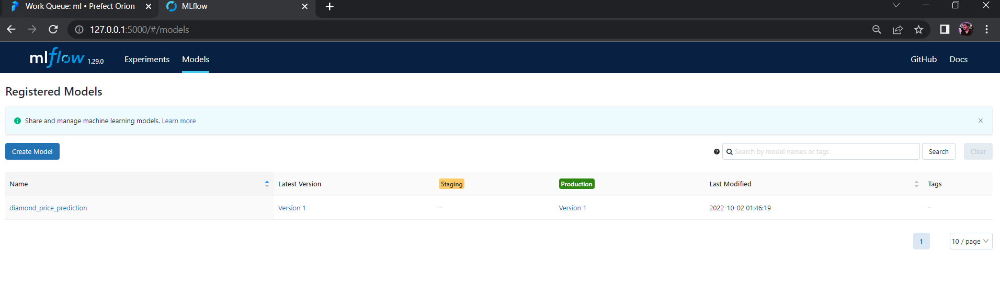 Work Queue: ml • Prefect Orion MLflow
127.0.0.1:5000/#/models
mlflow 1.29.0 Experiments Models GitHub Docs
Registered Models
Share and manage machine learning models. Learn more
Create Model Search by model names or tags Search Clear
Name Latest Version Staging Production Last Modified Tags
diamond_price_prediction Version 1 – Version 1 2022-10-02 01:46:19 –
1 10 / page